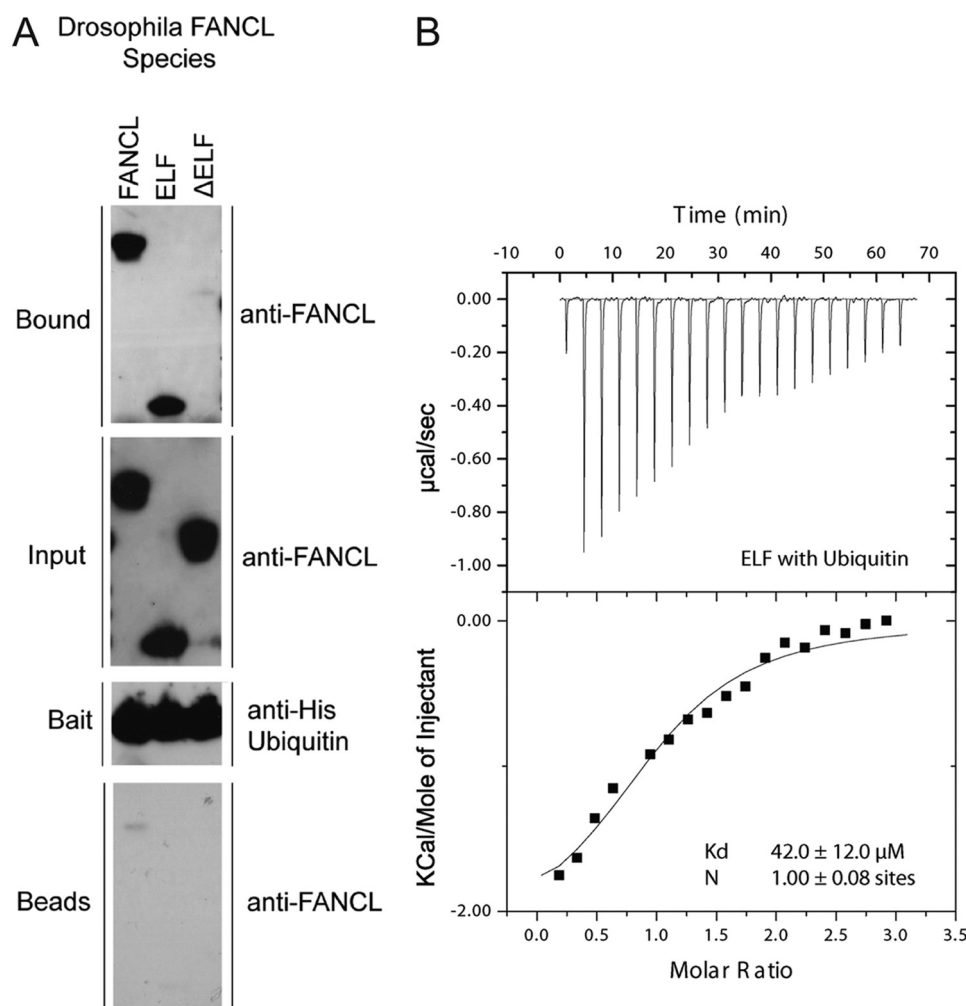 A
Drosophila FANCL
Species
FANCL
ELF
ΔELF
Bound
anti-FANCL
Input
anti-FANCL
Bait
anti-His
Ubiquitin
Beads
anti-FANCL
B
Time (min)
-10 0 10 20 30 40 50 60 70
0.00
-0.20
-0.40
-0.60
-0.80
-1.00
µcal/sec
ELF with Ubiquitin
0.00
-2.00
KCal/Mole of Injectant
Kd 42.0 ± 12.0 µM
N 1.00 ± 0.08 sites
0.0 0.5 1.0 1.5 2.0 2.5 3.0 3.5
Molar Ratio